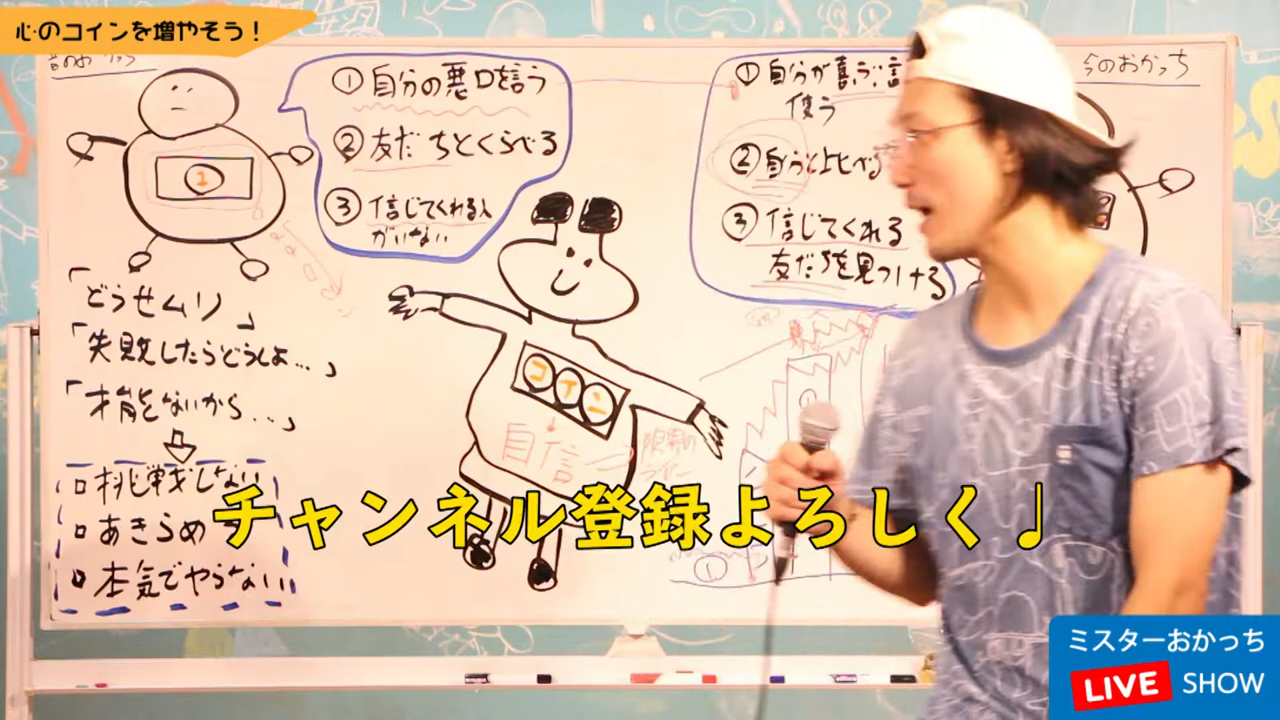 心のコインを増やそう！
昔のおかっち
今のおかっち
① 自分の悪口を言う
② 友だちとくらべる
③ 信じてくれる人
がいない
① 自分が喜ぶ言
使う
② 自分と比べる
③ 信じてくれる
友だちを見つける
1
「どうせムリ」
「失敗したらどうしよ…」
「才能ないから…」
挑戦しない
あきらめ
本気でやらない
コイン
自信
限界の
①
チャンネル登録よろしく♩
ミスターおかっち
LIVE SHOW